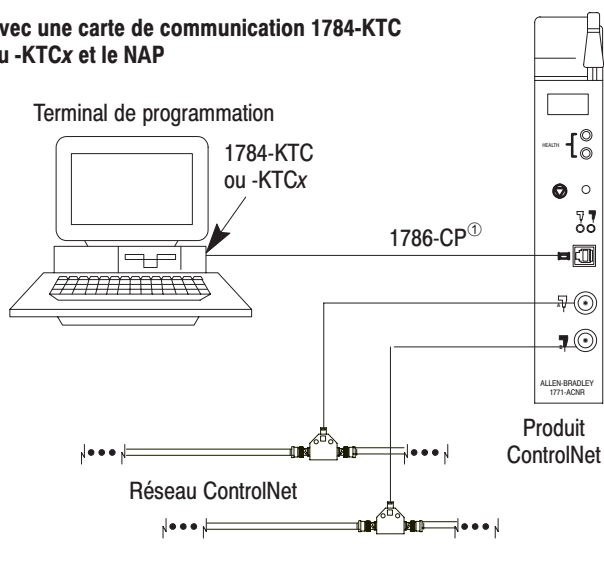 vec une carte de communication 1784-KTC
u -KTCx et le NAP
Terminal de programmation
1784-KTC
ou -KTCx
HEALTH
1786-CP①
A
B
ALLEN-BRADLEY
1771-ACNR
Produit
ControlNet
Réseau ControlNet